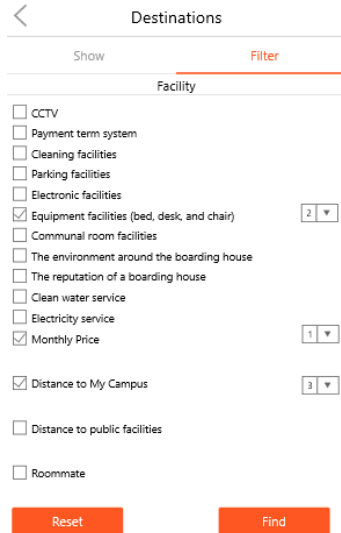 Destinations
Show Filter
Facility
CCTV
Payment term system
Cleaning facilities
Parking facilities
Electronic facilities
Equipment facilities (bed, desk, and chair) 2
Communal room facilities
The environment around the boarding house
The reputation of a boarding house
Clean water service
Electricity service
Monthly Price 1
Distance to My Campus 3
Distance to public facilities
Roommate
Reset Find